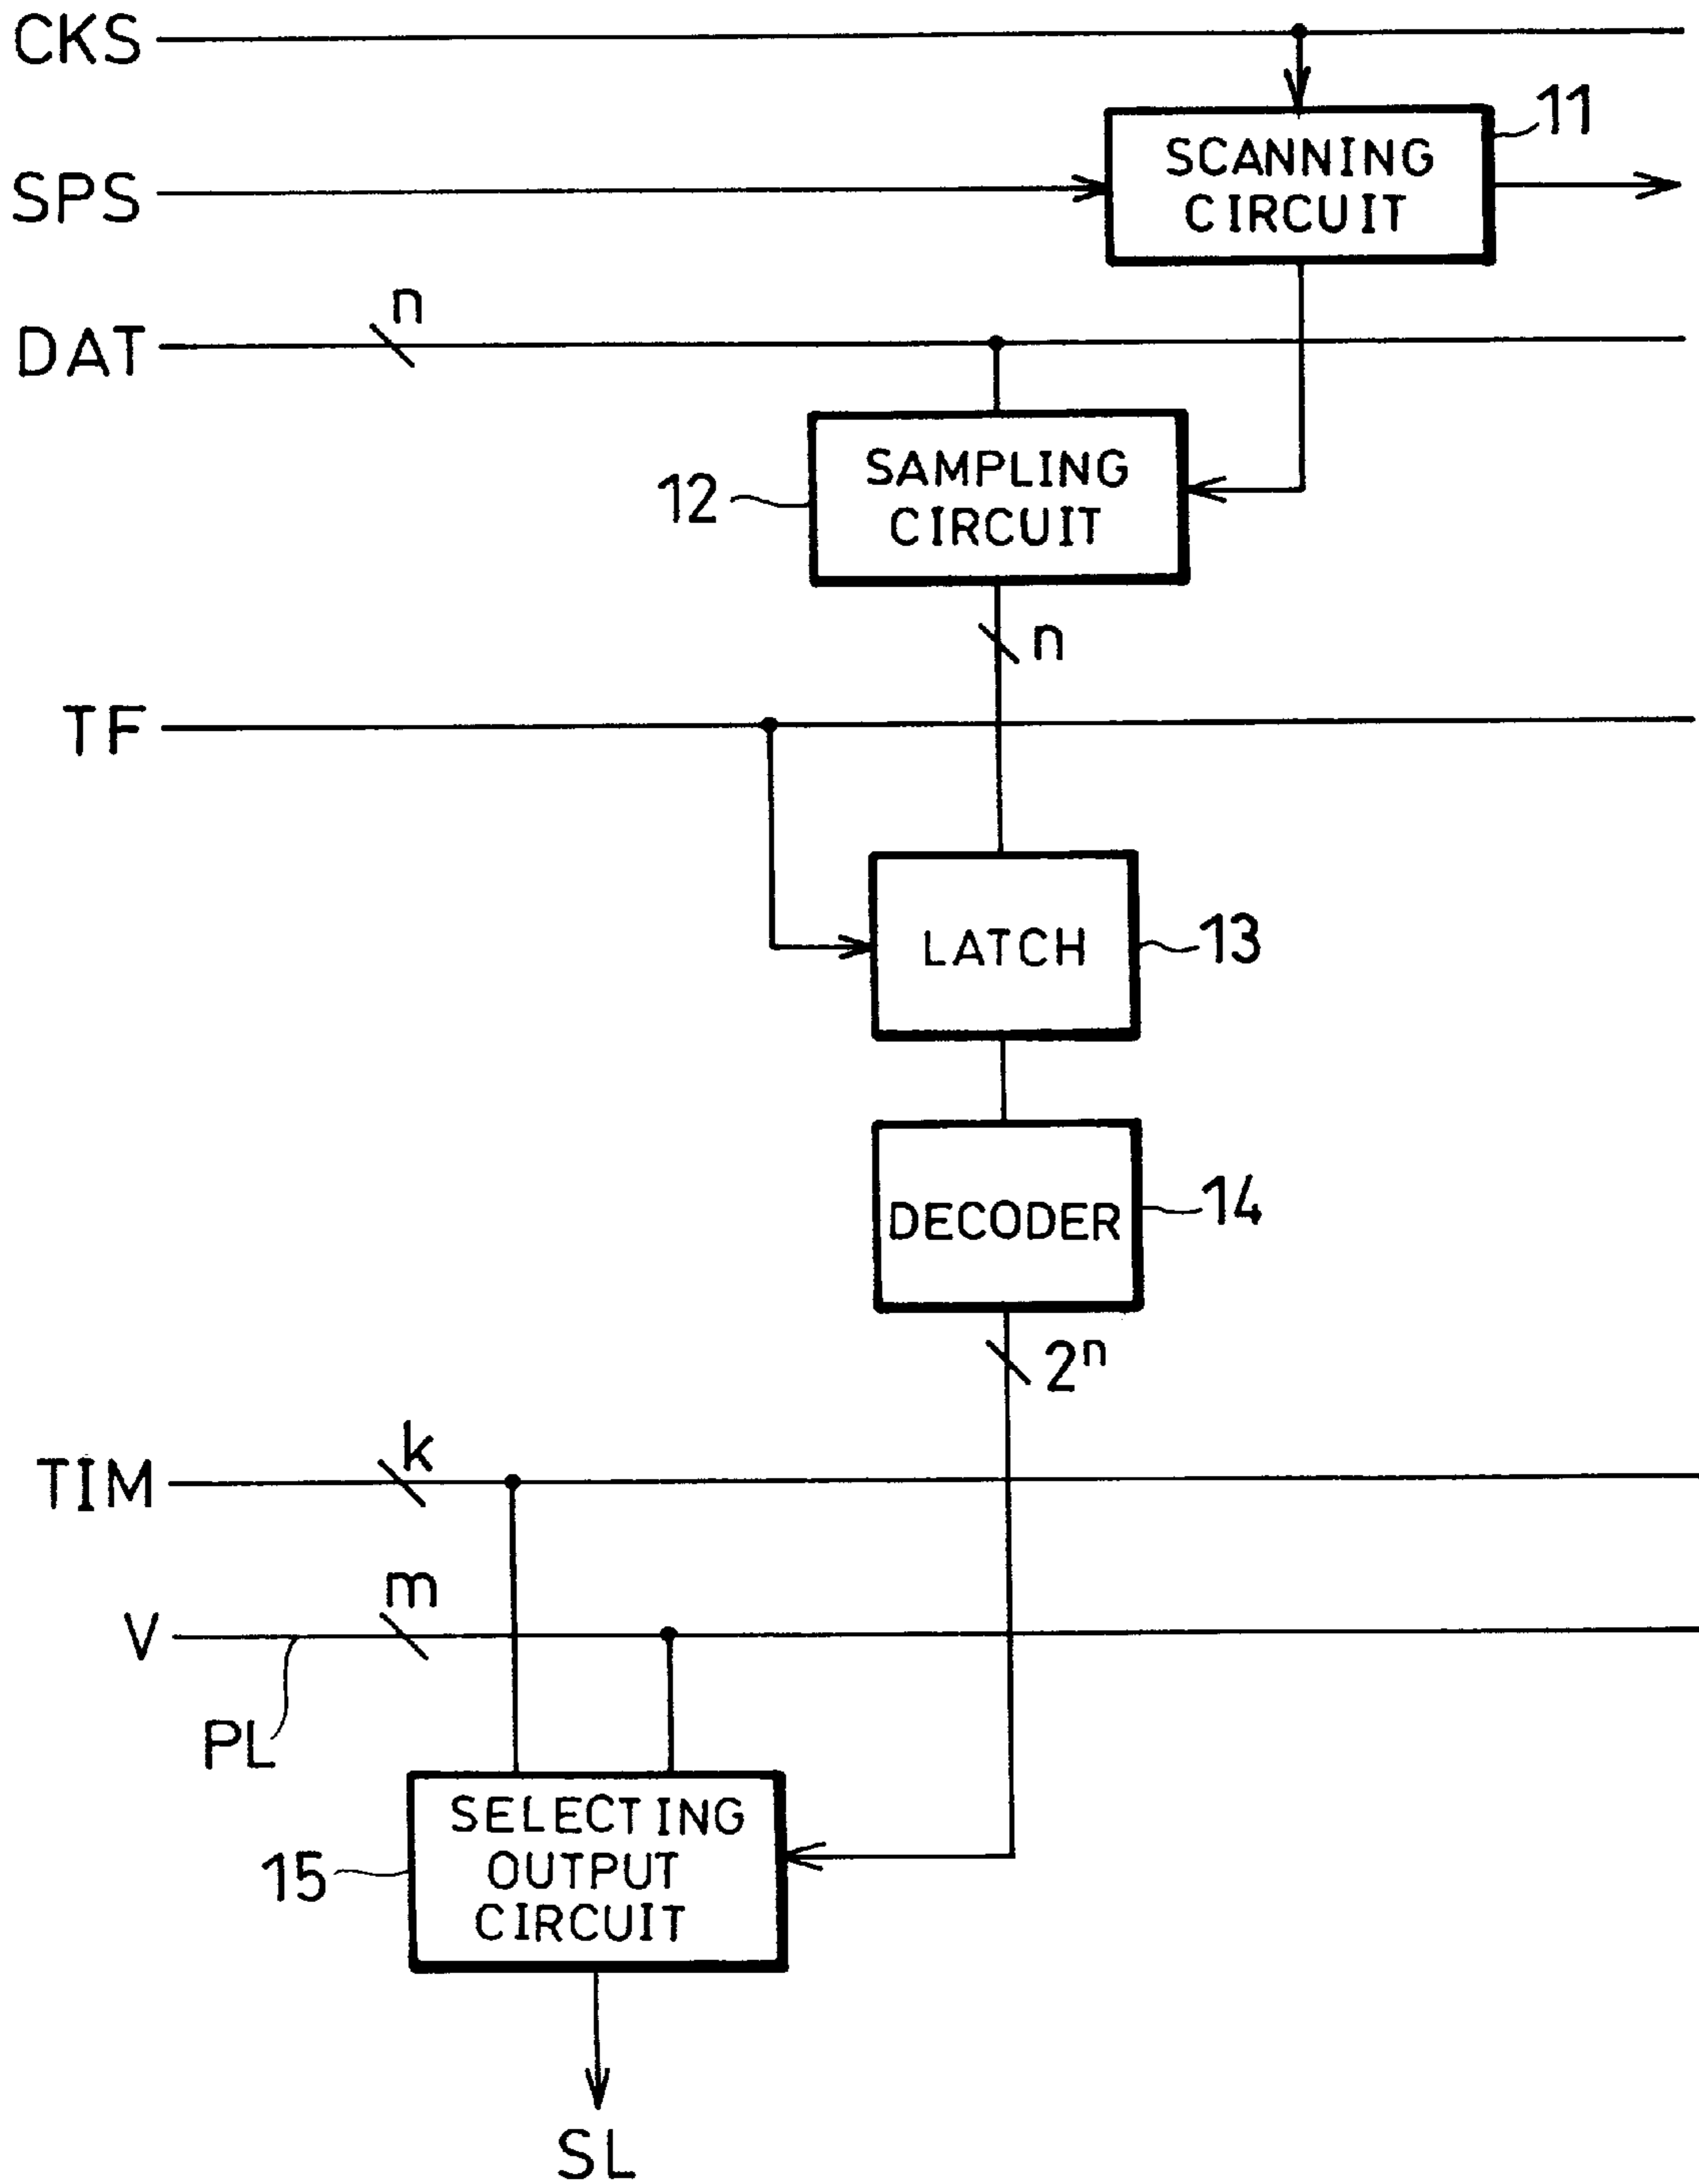 CKS
11
SCANNING
CIRCUIT
SPS
n
DAT
SAMPLING
CIRCUIT
12
n
TF
LATCH
13
DECODER
14
2ⁿ
k
TIM
m
V
PL
SELECTING
OUTPUT
CIRCUIT
15
SL